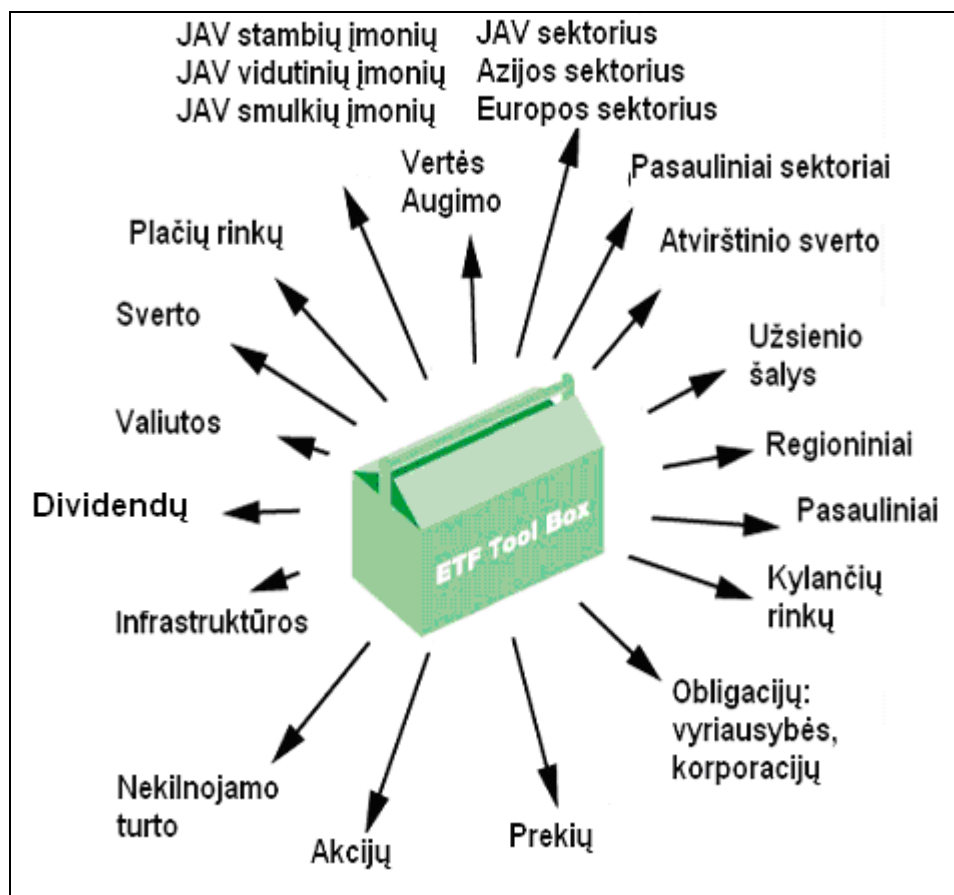 JAV stambių įmonių
JAV vidutinių įmonių
JAV smulkių įmonių
JAV sektorius
Azijos sektorius
Europos sektorius
Vertės
Augimo
Pasauliniai sektoriai
Plačių rinkų
Atvirštinio sverto
Sverto
Užsienio
šalys
Valiutos
Regioniniai
Dividendų
Pasauliniai
ETF Tool Box
Kylančių
rinkų
Infrastruktūros
Obligacijų:
vyriausybės,
korporacijų
Nekilnojamo
turto
Akcijų
Prekių